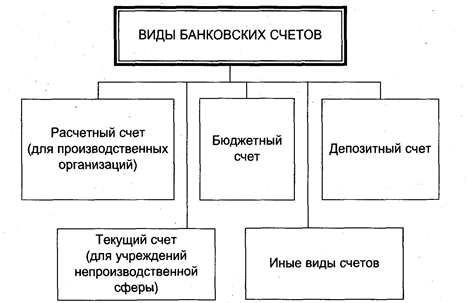 ВИДЫ БАНКОВСКИХ СЧЕТОВ
Расчетный счет
(для производственных
организаций)
Бюджетный
счет
Депозитный счет
Текущий счет
(для учреждений
непроизводственной
сферы)
Иные виды счетов